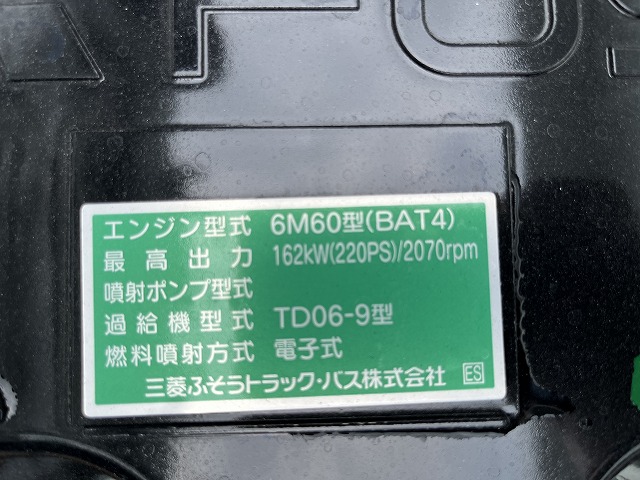 エンジン型式 6M60型(BAT4)
最高出力 162kW(220PS)/2070rpm
噴射ポンプ型式
過給機型式 TD06-9型
燃料噴射方式 電子式
三菱ふそうトラック・バス株式会社 ES